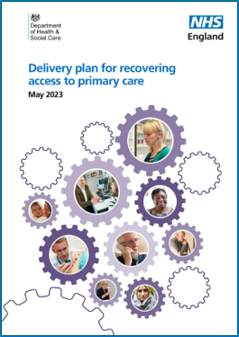 Department
of Health &
Social Care
NHS
England
Delivery plan for recovering
access to primary care
May 2023